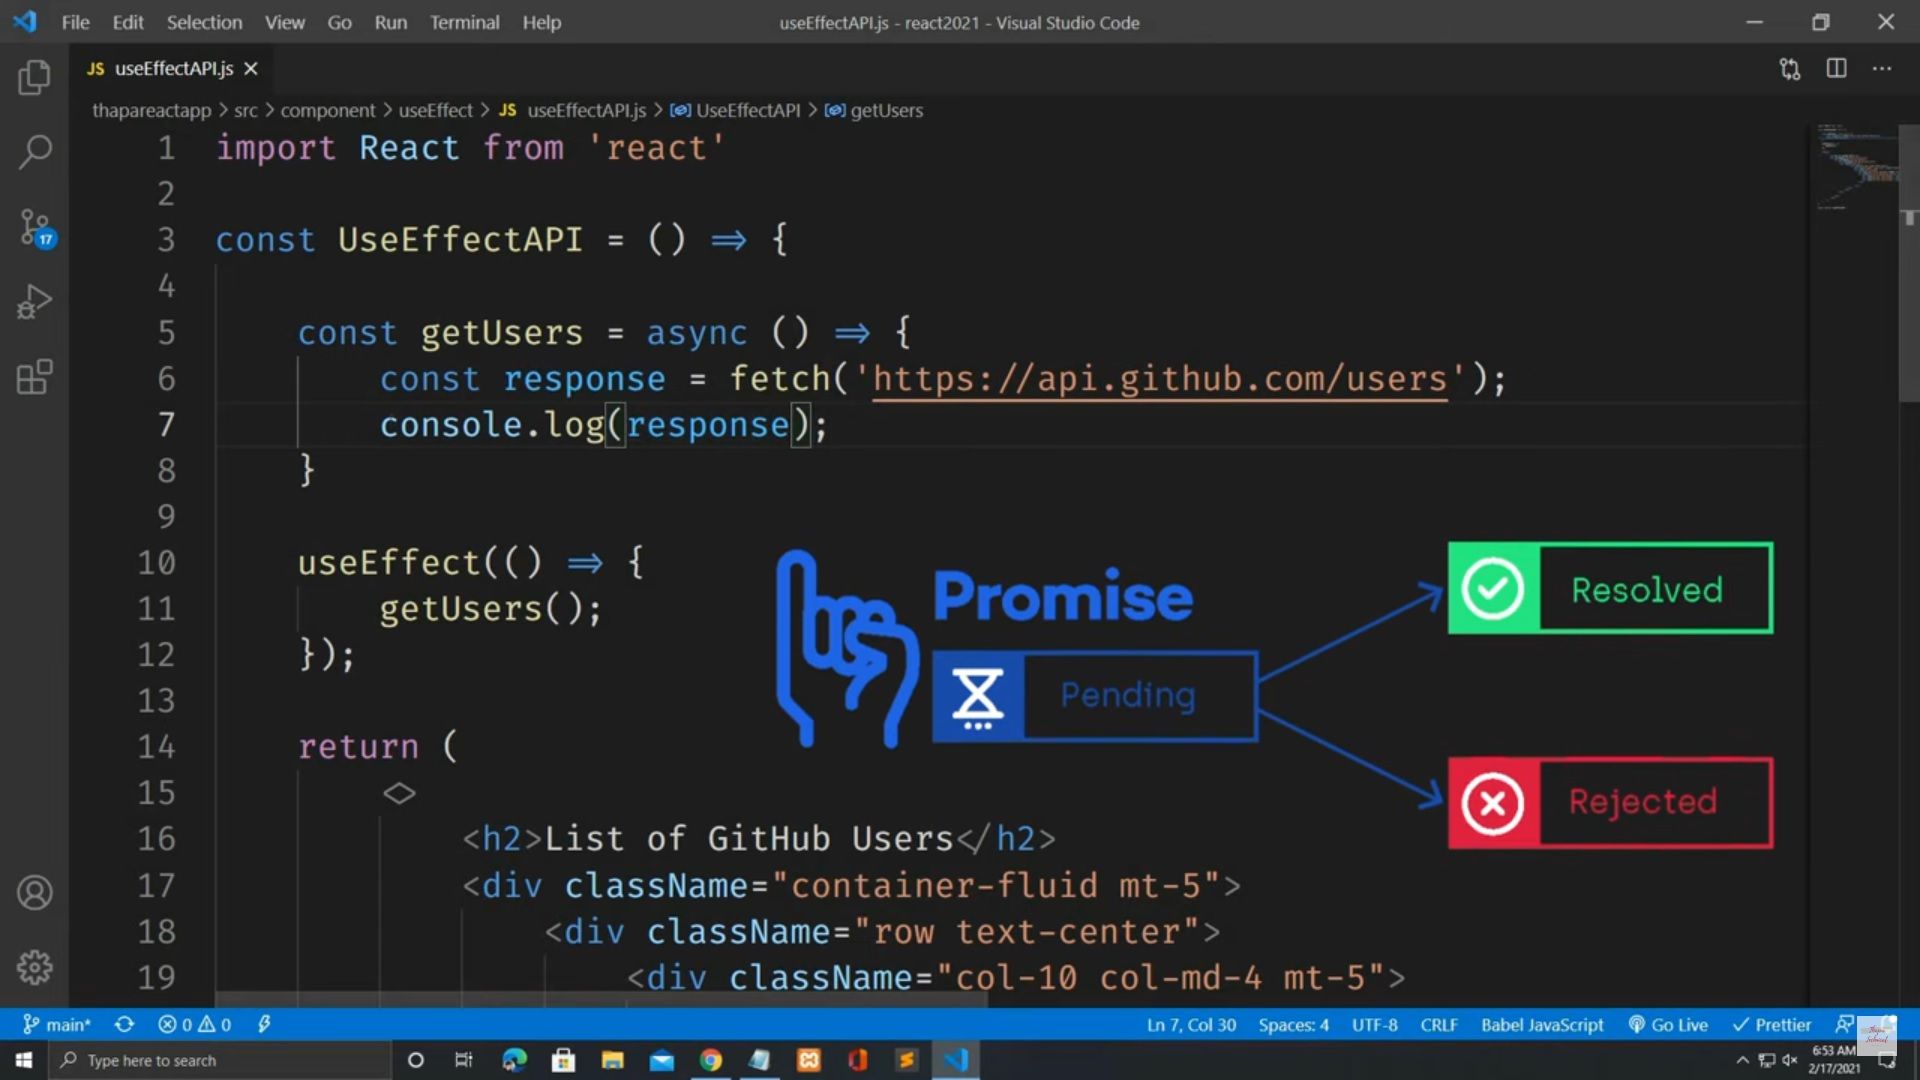 File Edit Selection View Go Run Terminal Help
useEffectAPI.js - react2021 - Visual Studio Code
JS useEffectAPI.js
thapareactapp > src > component > useEffect > JS useEffectAPI.js > UseEffectAPI > getUsers
1 import React from 'react'
2
3 const UseEffectAPI = () => {
4
5 const getUsers = async () => {
6 const response = fetch('https://api.github.com/users');
7 console.log(response);
8 }
9
10 useEffect(() => {
11 getUsers();
12 });
13
14 return (
15 <>
16 <h2>List of GitHub Users</h2>
17 <div className="container-fluid mt-5">
18 <div className="row text-center">
19 <div className="col-10 col-md-4 mt-5">
Promise
Pending
Resolved
Rejected
17
main* 0 0
Ln 7, Col 30 Spaces: 4 UTF-8 CRLF Babel JavaScript Go Live Prettier
Type here to search
6:53 AM
2/17/2021